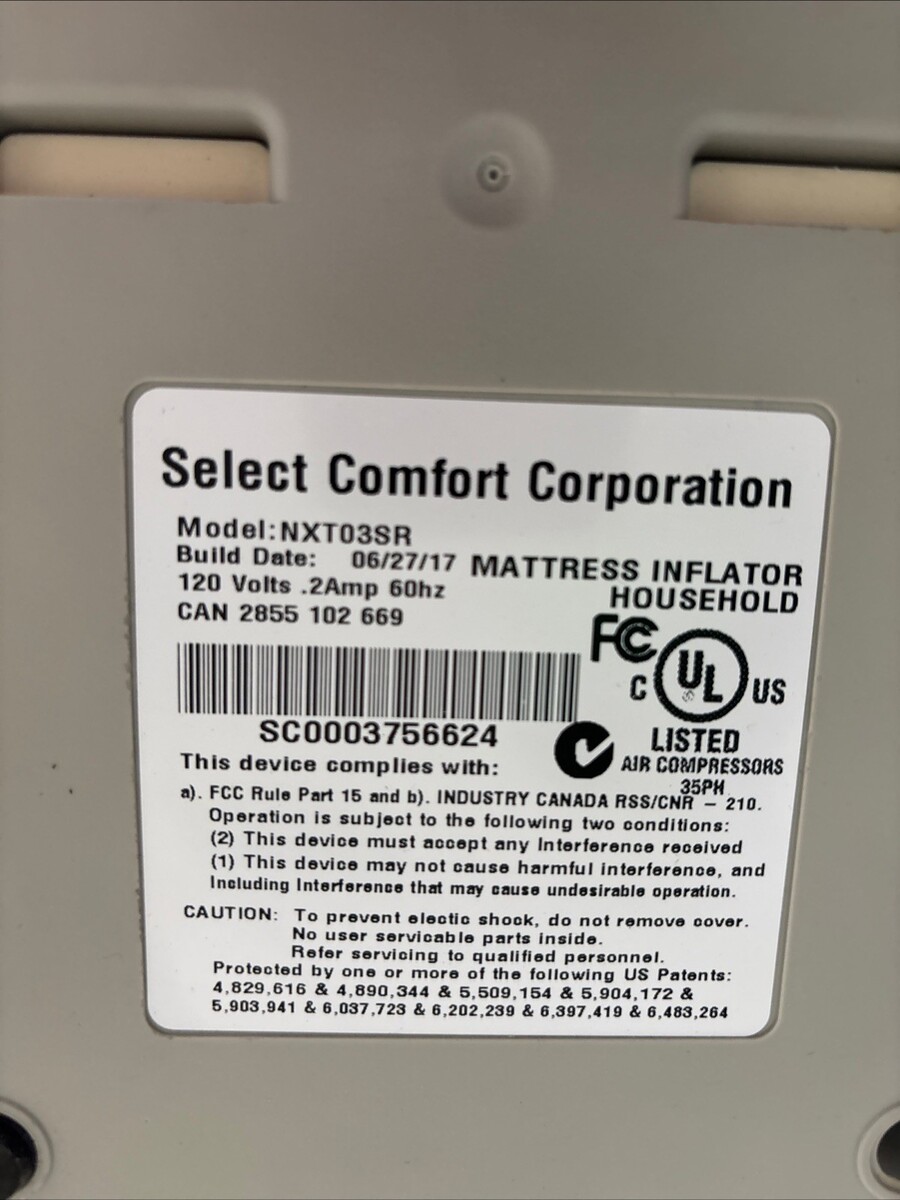 Select Comfort Corporation
Model:NXT03SR
Build Date: 06/27/17 MATTRESS INFLATOR
120 Volts .2Amp 60hz HOUSEHOLD
CAN 2855 102 669
FC
C UL US
SC0003756624
LISTED
This device complies with: AIR COMPRESSORS
35PH
a). FCC Rule Part 15 and b). INDUSTRY CANADA RSS/CNR – 210.
Operation is subject to the following two conditions:
(2) This device must accept any Interference received
(1) This device may not cause harmful interference, and
Including Interference that may cause undesirable operation.
CAUTION: To prevent electic shock, do not remove cover.
No user servicable parts inside.
Refer servicing to qualified personnel.
Protected by one or more of the following US Patents:
4,829,616 & 4,890,344 & 5,509,154 & 5,904,172 &
5,903,941 & 6,037,723 & 6,202,239 & 6,397,419 & 6,483,264